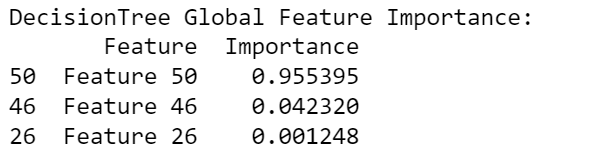 DecisionTree Global Feature Importance:
Feature Importance
50 Feature 50 0.955395
46 Feature 46 0.042320
26 Feature 26 0.001248